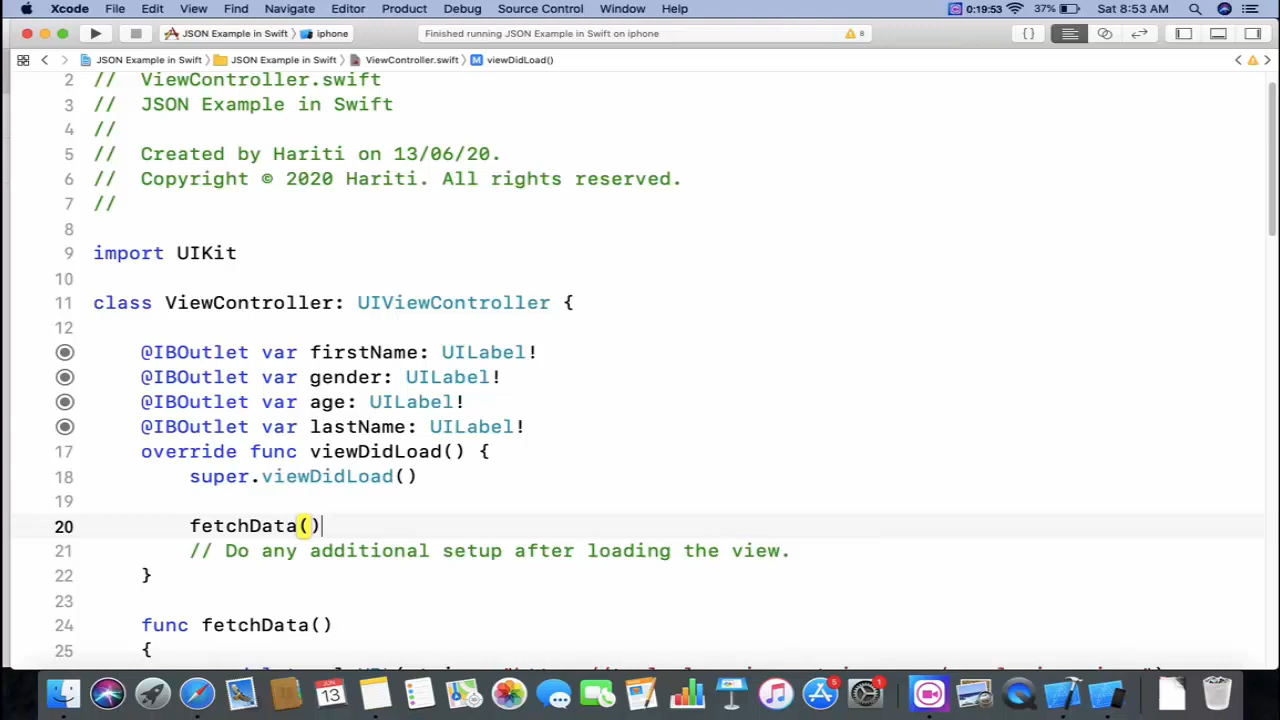 Xcode File Edit View Find Navigate Editor Product Debug Source Control Window Help 0:19:53 37% Sat 8:53 AM
JSON Example in Swift iphone Finished running JSON Example in Swift on iphone 8 {}
JSON Example in Swift JSON Example in Swift ViewController.swift M viewDidLoad()
2 // ViewController.swift
3 // JSON Example in Swift
4 //
5 // Created by Hariti on 13/06/20.
6 // Copyright © 2020 Hariti. All rights reserved.
7 //
8
9 import UIKit
10
11 class ViewController: UIViewController {
12
@IBOutlet var firstName: UILabel!
@IBOutlet var gender: UILabel!
@IBOutlet var age: UILabel!
@IBOutlet var lastName: UILabel!
17 override func viewDidLoad() {
18 super.viewDidLoad()
19
20 fetchData()
21 // Do any additional setup after loading the view.
22 }
23
24 func fetchData()
25 {
JUN
13
5
1